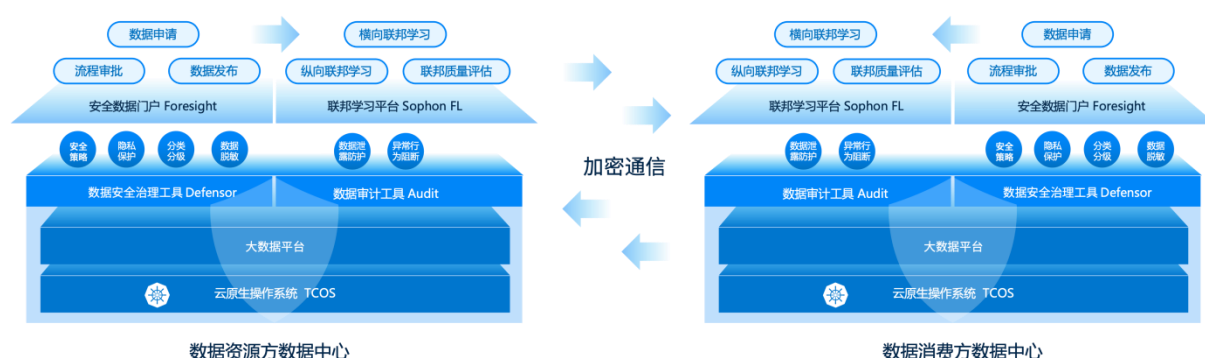 数据申请
横向联邦学习
流程审批
数据发布
纵向联邦学习
联邦质量评估
安全数据门户 Foresight
联邦学习平台 Sophon FL
安全
策略
隐私
保护
分类
分级
数据
脱敏
数据泄
露防护
异常行
为阻断
数据安全治理工具 Defensor
数据审计工具 Audit
大数据平台
云原生操作系统 TCOS
数据资源方数据中心
加密通信
横向联邦学习
数据申请
纵向联邦学习
联邦质量评估
流程审批
数据发布
联邦学习平台 Sophon FL
安全数据门户 Foresight
数据泄
露防护
异常行
为阻断
安全
策略
隐私
保护
分类
分级
数据
脱敏
数据审计工具 Audit
数据安全治理工具 Defensor
大数据平台
云原生操作系统 TCOS
数据消费方数据中心